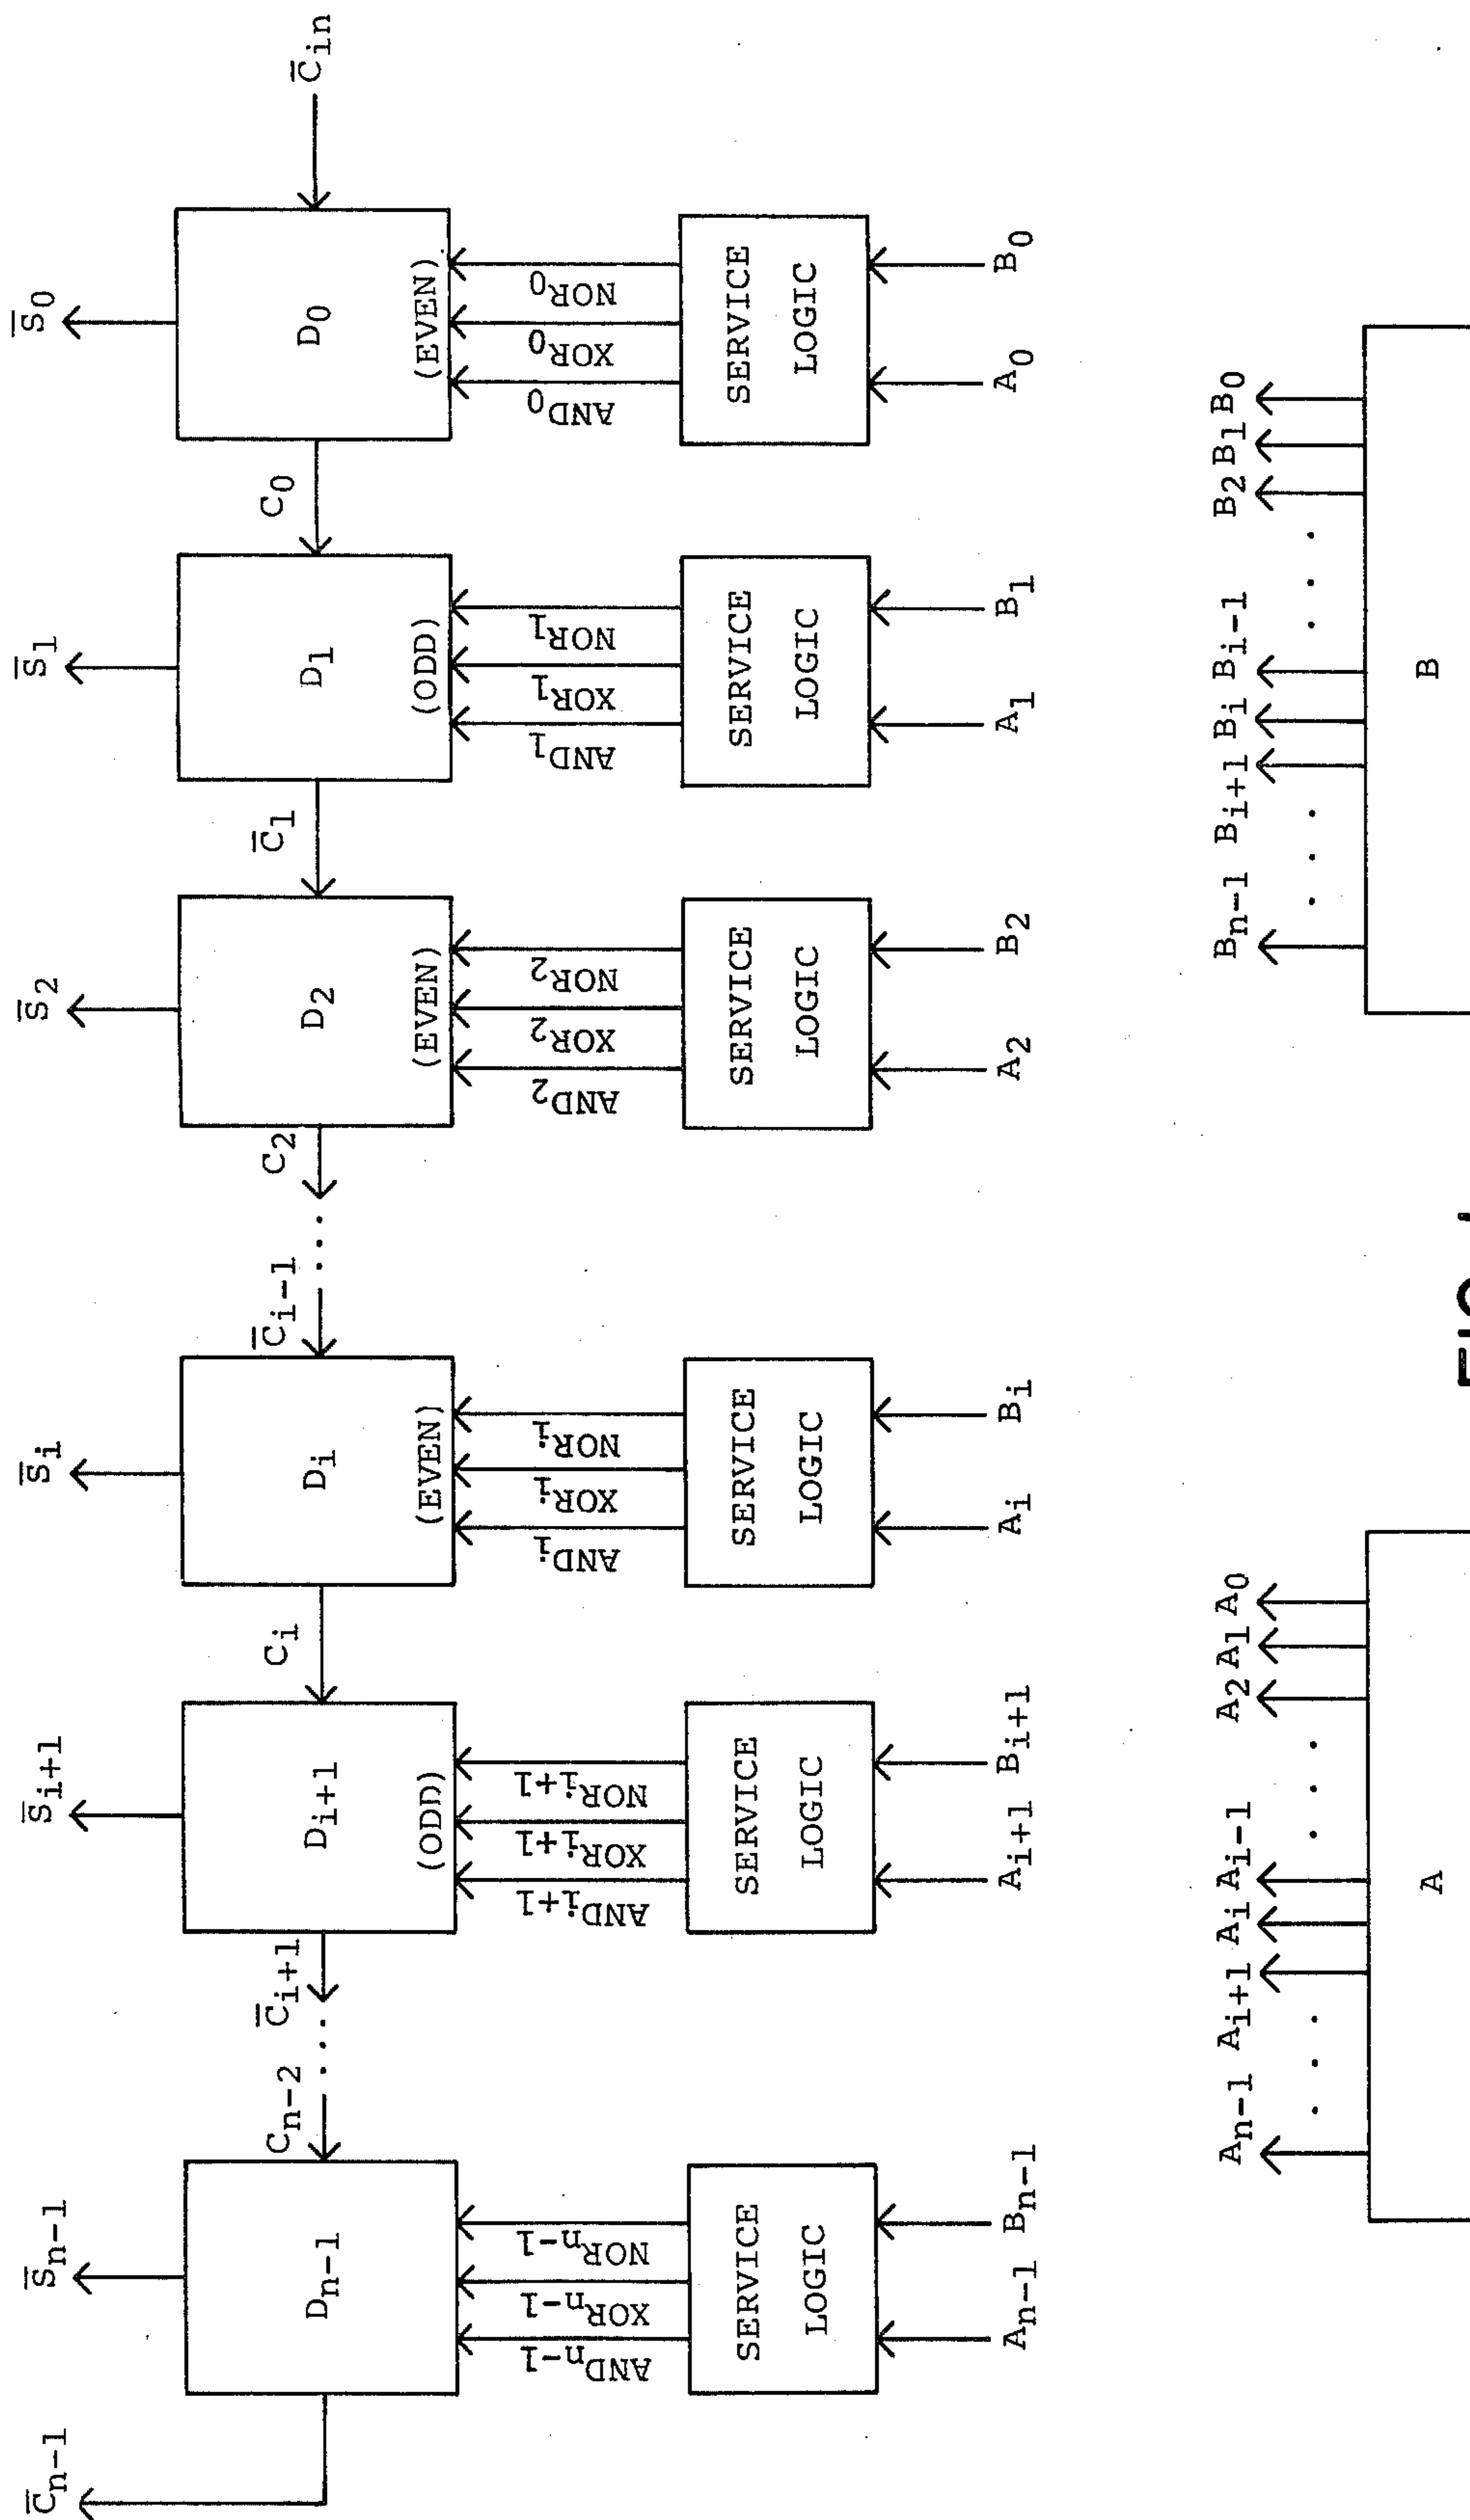 C̄n-1 S̄n-1 S̄i+1 S̄i S̄2 S̄1 S̄0
Cn-2 C̄i+1 Ci C̄i-1 C2 C̄1 C0 C̄in
Dn-1 Di+1 Di D2 D1 D0
(ODD) (EVEN) (EVEN) (ODD) (EVEN)
ANDn-1 XORn-1 NORn-1
ANDi+1 XORi+1 NORi+1
ANDi XORi NORi
AND2 XOR2 NOR2
AND1 XOR1 NOR1
AND0 XOR0 NOR0
SERVICE LOGIC
SERVICE LOGIC
SERVICE LOGIC
SERVICE LOGIC
SERVICE LOGIC
SERVICE LOGIC
An-1 Bn-1 Ai+1 Bi+1 Ai Bi A2 B2 A1 B1 A0 B0
An-1 . . . Ai+1 Ai Ai-1 . . . A2 A1 A0
Bn-1 . . . Bi+1 Bi Bi-1 . . . B2 B1 B0
A
B